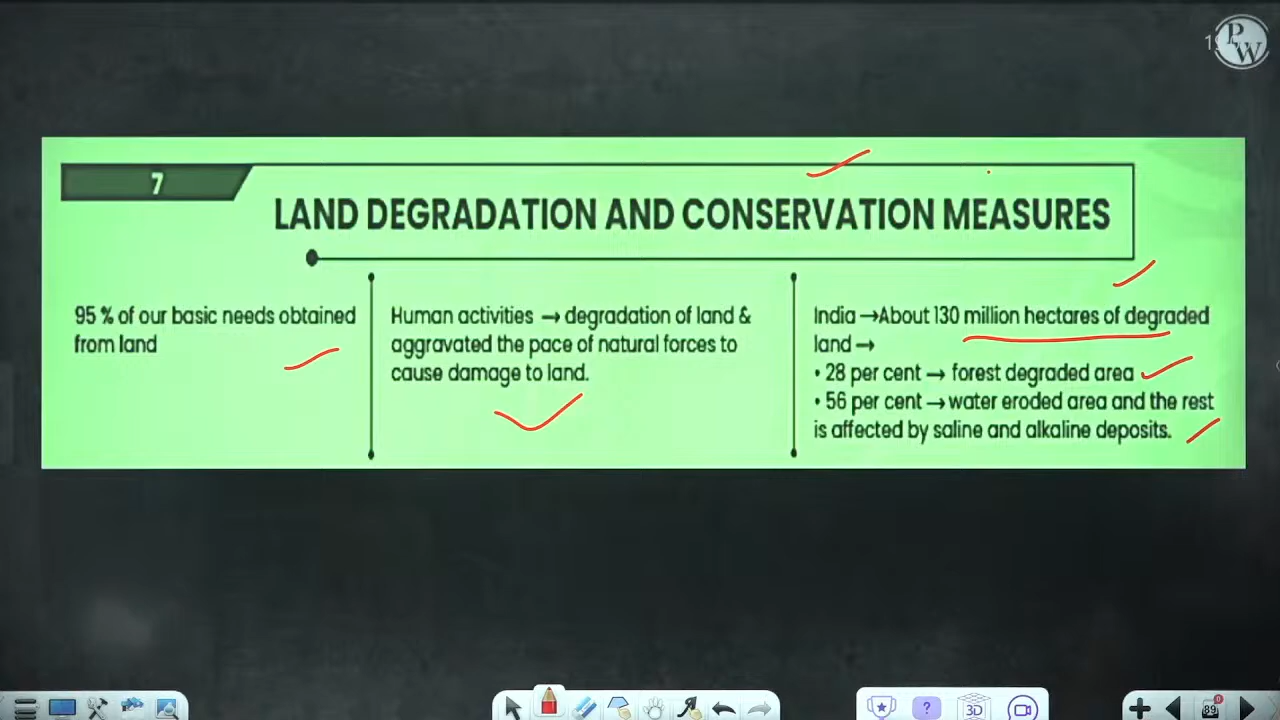 PW
7
LAND DEGRADATION AND CONSERVATION MEASURES
95 % of our basic needs obtained
from land
Human activities → degradation of land &
aggravated the pace of natural forces to
cause damage to land.
India →About 130 million hectares of degraded
land →
• 28 per cent → forest degraded area
• 56 per cent → water eroded area and the rest
is affected by saline and alkaline deposits.
?
3D
89